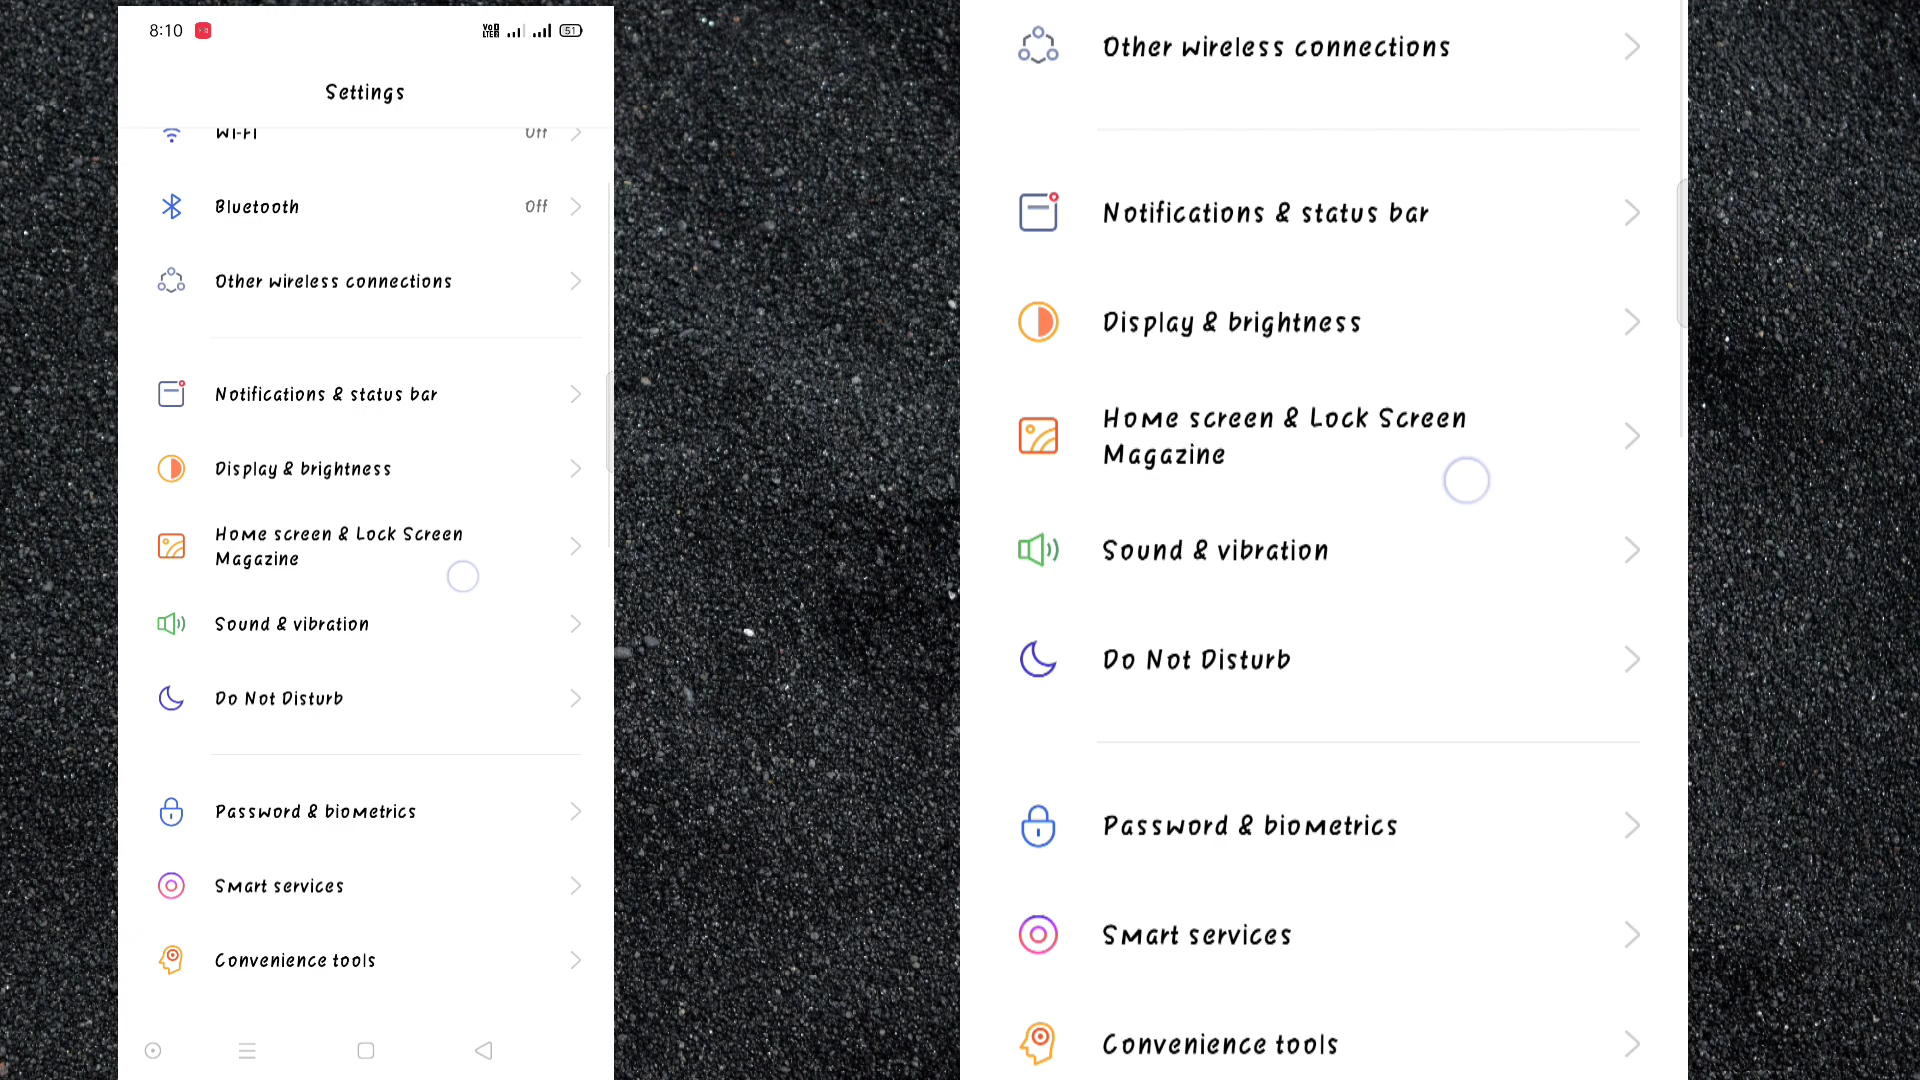 8:10
VoLTE
51
Settings
Wi-Fi Off
Bluetooth Off
Other wireless connections
Notifications & status bar
Display & brightness
Home screen & Lock Screen
Magazine
Sound & vibration
Do Not Disturb
Password & biometrics
Smart services
Convenience tools
Other wireless connections
Notifications & status bar
Display & brightness
Home screen & Lock Screen
Magazine
Sound & vibration
Do Not Disturb
Password & biometrics
Smart services
Convenience tools